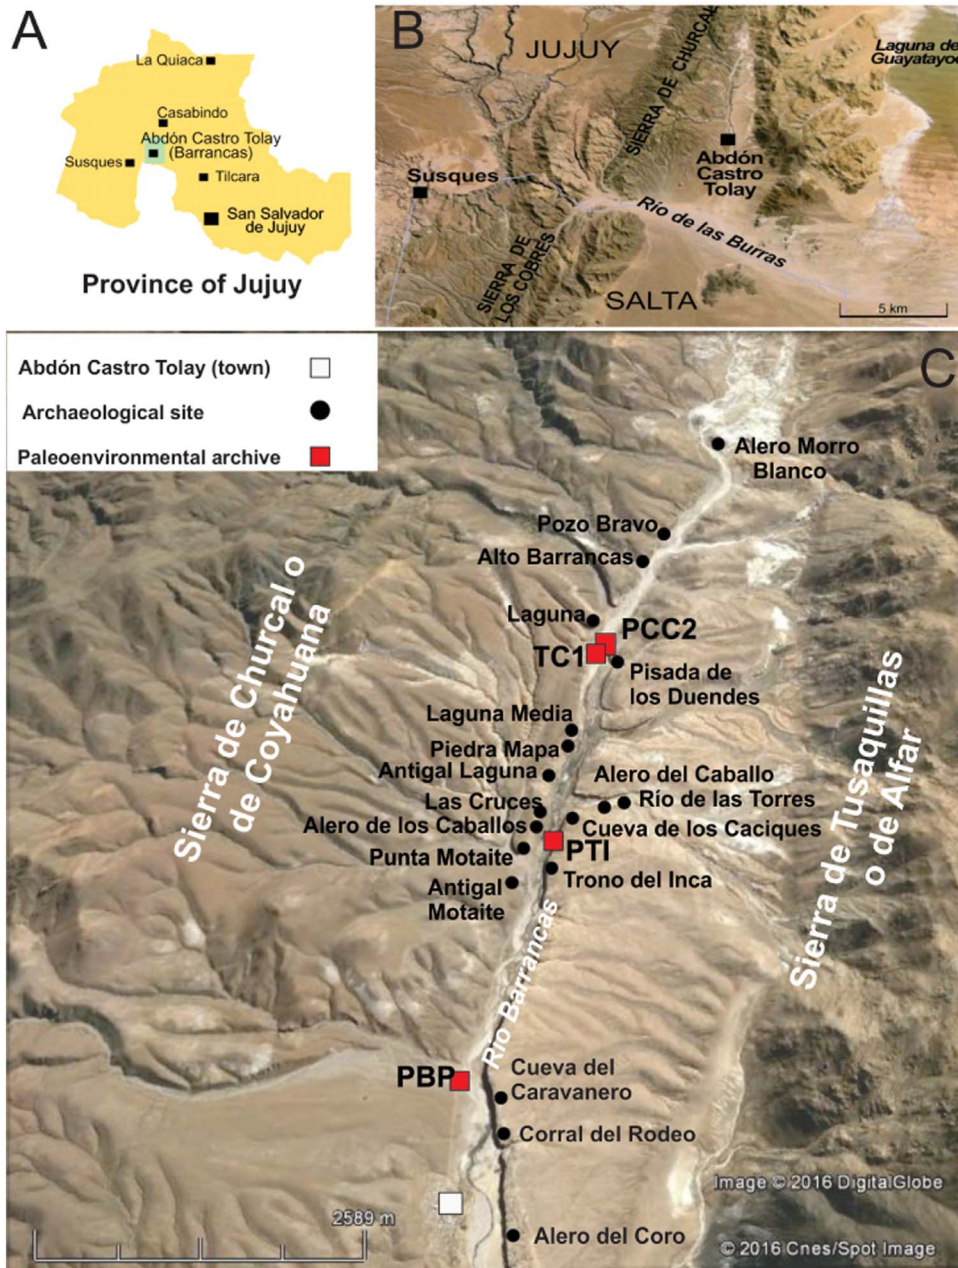 A
La Quiaca
Casabindo
Abdón Castro Tolay
(Barrancas)
Susques
Tilcara
San Salvador
de Jujuy
Province of Jujuy
B
JUJUY
SIERRA DE CHURCAL
Laguna de
Guayatayoc
Abdón
Castro
Tolay
Susques
Río de las Burras
SIERRA DE
LOS COBRES
SALTA
5 km
C
Abdón Castro Tolay (town)
Archaeological site
Paleoenvironmental archive
Alero Morro
Blanco
Pozo Bravo
Alto Barrancas
Laguna
PCC2
TC1
Pisada de
los Duendes
Sierra de Churcal o
de Coyahuana
Laguna Media
Piedra Mapa
Antigal Laguna
Alero del Caballo
Las Cruces
Río de las Torres
Alero de los Caballos
Cueva de los Caciques
Punta Motaite
PTI
Trono del Inca
Antigal
Motaite
Sierra de Tusaquillas
o de Alfar
Rio Barrancas
PBP
Cueva del
Caravanero
Corral del Rodeo
Alero del Coro
2589 m
Image © 2016 DigitalGlobe
© 2016 Cnes/Spot Image